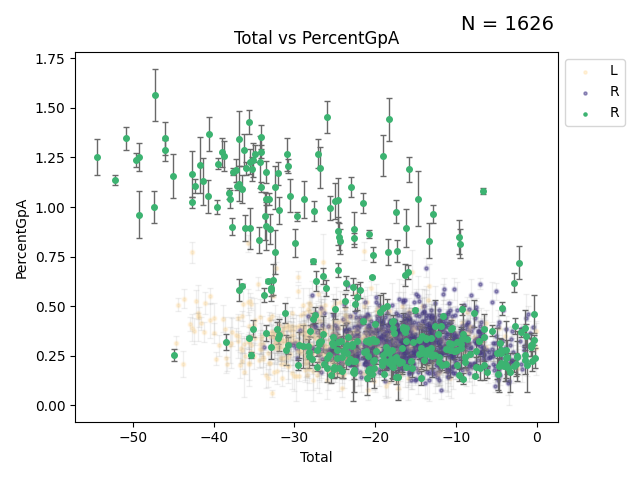 N = 1626
Total vs PercentGpA
L
R
R
PercentGpA
1.75
1.50
1.25
1.00
0.75
0.50
0.25
0.00
−50
−40
−30
−20
−10
0
Total